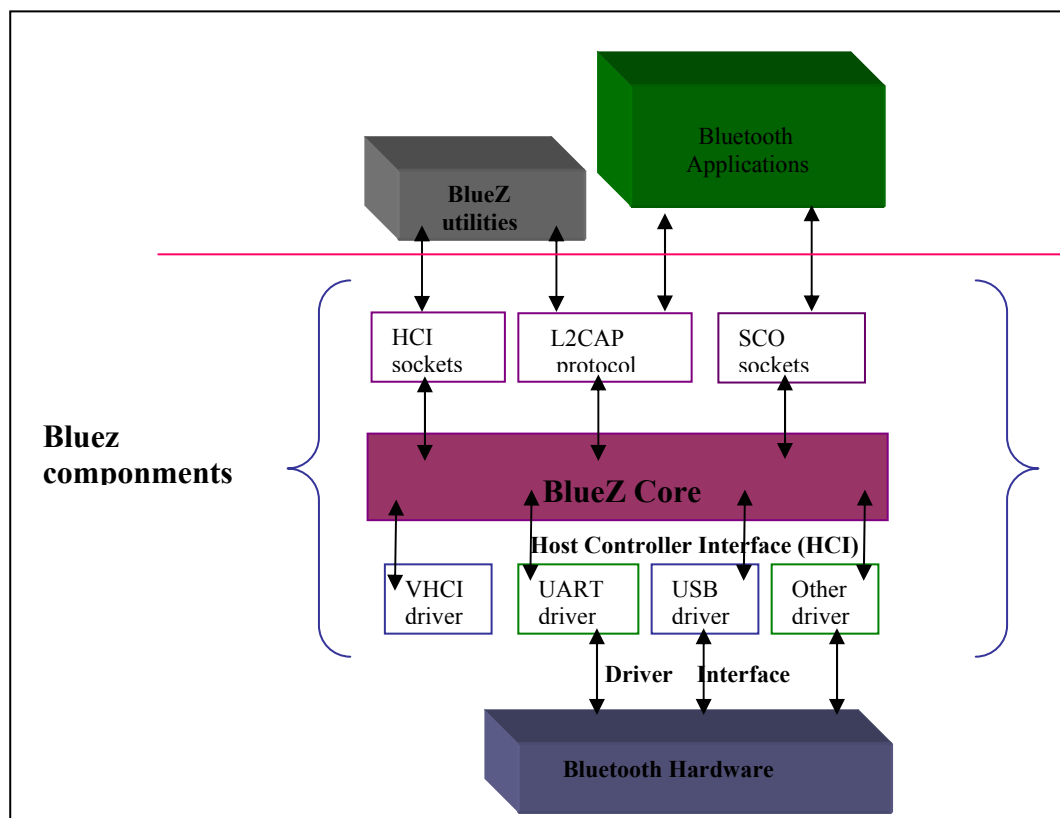 Bluetooth
Applications
BlueZ
utilities
HCI
sockets
L2CAP
protocol
SCO
sockets
Bluez
componments
BlueZ Core
Host Controller Interface (HCI)
VHCI
driver
UART
driver
USB
driver
Other
driver
Driver Interface
Bluetooth Hardware